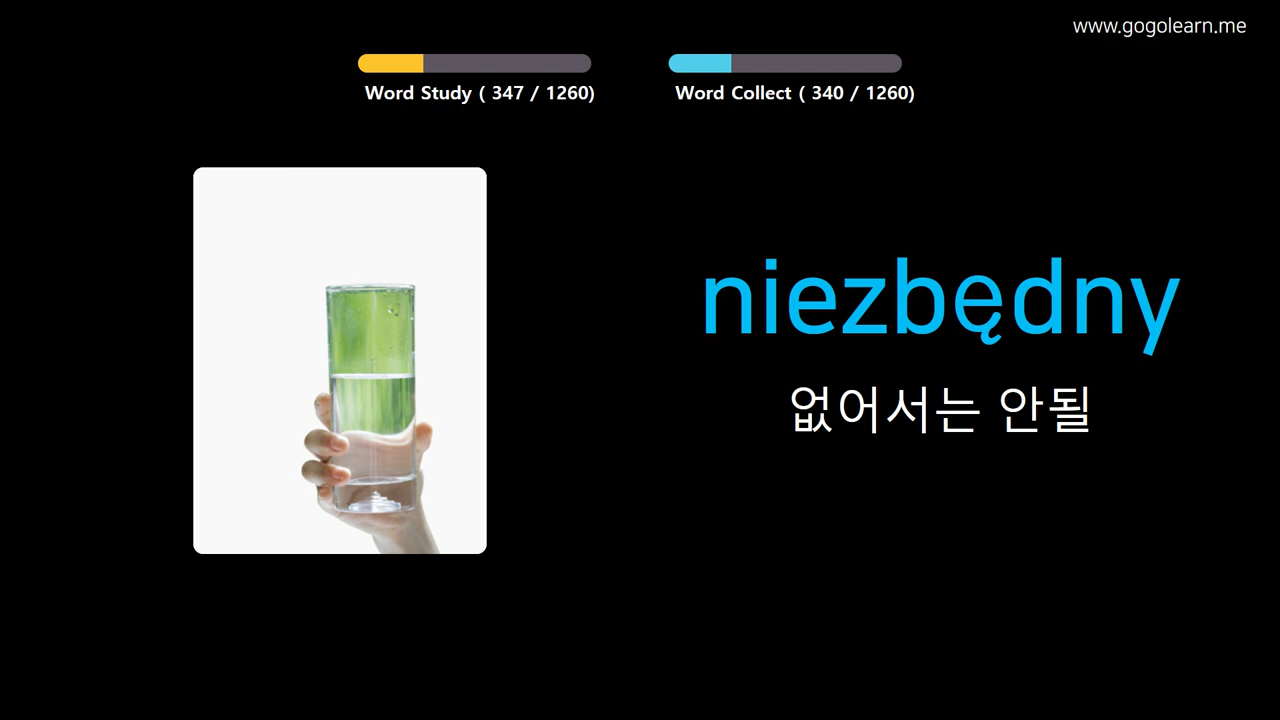 www.gogolearn.me
Word Study ( 347 / 1260)
Word Collect ( 340 / 1260)
niezbędny
없어서는 안될